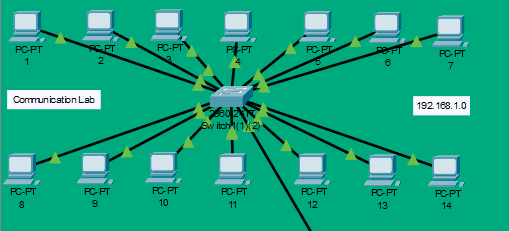 PC-PT
1
PC-PT
2
PC-PT
3
PC-PT
4
PC-PT
5
PC-PT
6
PC-PT
7
Communication Lab
192.168.1.0
2960-24TT
Switch1(1)(2)
PC-PT
8
PC-PT
9
PC-PT
10
PC-PT
11
PC-PT
12
PC-PT
13
PC-PT
14